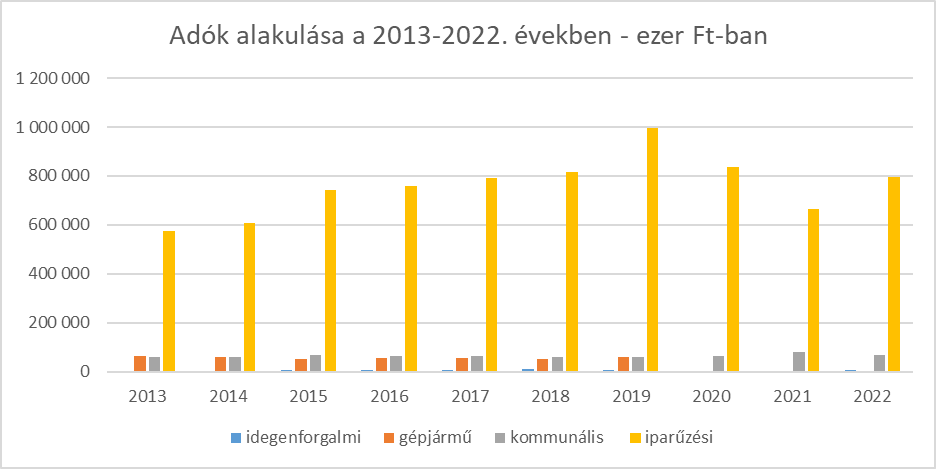 Adók alakulása a 2013-2022. években - ezer Ft-ban
1 200 000
1 000 000
800 000
600 000
400 000
200 000
0
2013 2014 2015 2016 2017 2018 2019 2020 2021 2022
idegenforgalmi gépjármű kommunális iparűzési